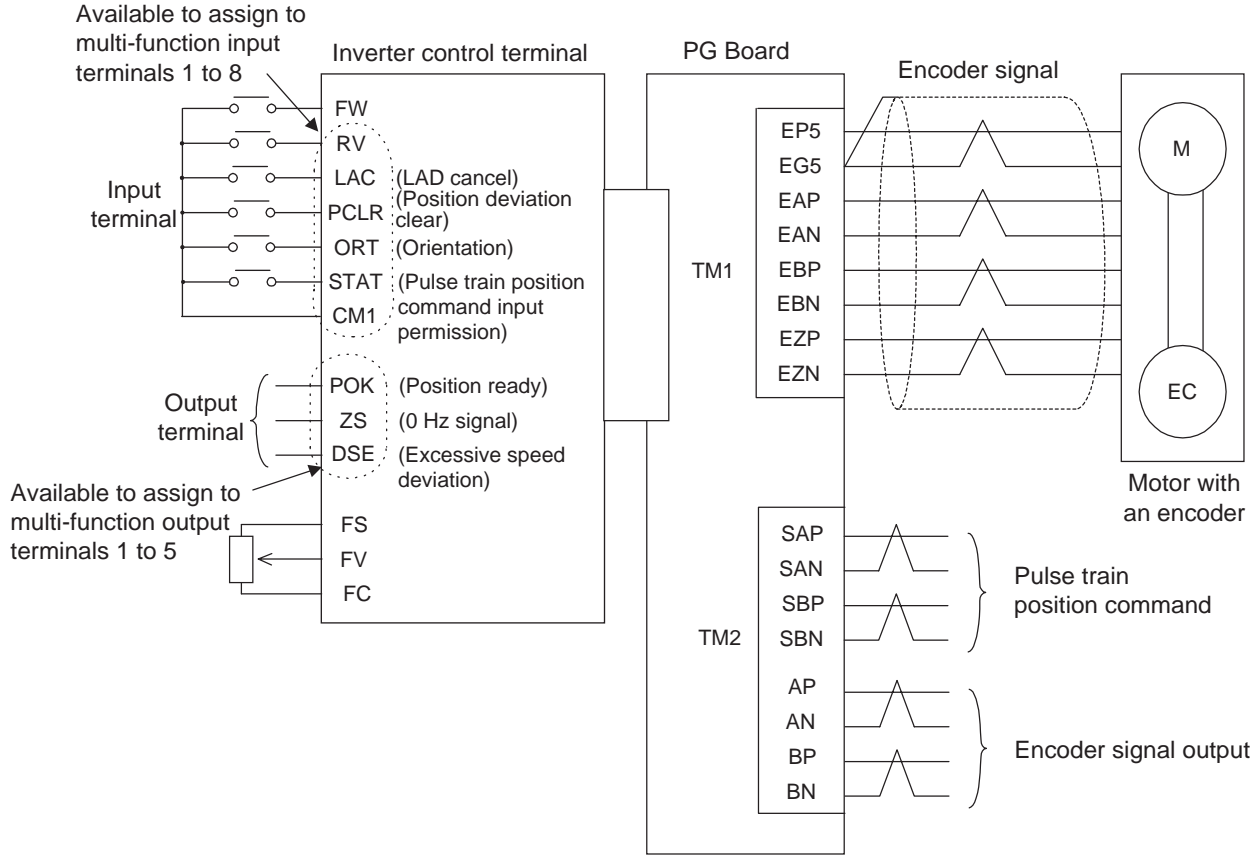 Available to assign to
multi-function input
terminals 1 to 8
Inverter control terminal
PG Board
Encoder signal
Input
terminal
FW
RV
LAC (LAD cancel)
PCLR (Position deviation
clear)
ORT (Orientation)
STAT (Pulse train position
command input
permission)
CM1
Output
terminal
POK (Position ready)
ZS (0 Hz signal)
DSE (Excessive speed
deviation)
Available to assign to
multi-function output
terminals 1 to 5
FS
FV
FC
TM1
EP5
EG5
EAP
EAN
EBP
EBN
EZP
EZN
M
EC
Motor with
an encoder
TM2
SAP
SAN
SBP
SBN
Pulse train
position command
AP
AN
BP
BN
Encoder signal output